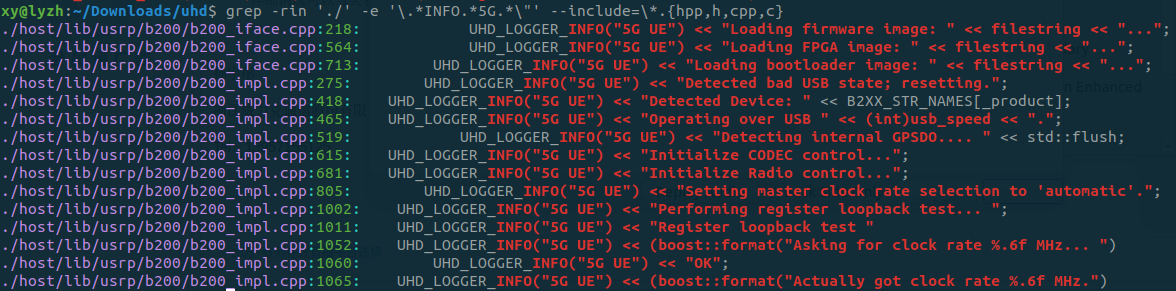 xy@lyzh:~/Downloads/uhd$ grep -rin './' -e '\.*INFO.*5G.*\"' --include=\*.{hpp,h,cpp,c}
./host/lib/usrp/b200/b200_iface.cpp:218: UHD_LOGGER_INFO("5G UE") << "Loading firmware image: " << filestring << "...";
./host/lib/usrp/b200/b200_iface.cpp:564: UHD_LOGGER_INFO("5G UE") << "Loading FPGA image: " << filestring << "...";
./host/lib/usrp/b200/b200_iface.cpp:713: UHD_LOGGER_INFO("5G UE") << "Loading bootloader image: " << filestring << "...";
./host/lib/usrp/b200/b200_impl.cpp:275: UHD_LOGGER_INFO("5G UE") << "Detected bad USB state; resetting.";
./host/lib/usrp/b200/b200_impl.cpp:418: UHD_LOGGER_INFO("5G UE") << "Detected Device: " << B2XX_STR_NAMES[_product];
./host/lib/usrp/b200/b200_impl.cpp:465: UHD_LOGGER_INFO("5G UE") << "Operating over USB " << (int)usb_speed << ".";
./host/lib/usrp/b200/b200_impl.cpp:519: UHD_LOGGER_INFO("5G UE") << "Detecting internal GPSDO.... " << std::flush;
./host/lib/usrp/b200/b200_impl.cpp:615: UHD_LOGGER_INFO("5G UE") << "Initialize CODEC control...";
./host/lib/usrp/b200/b200_impl.cpp:681: UHD_LOGGER_INFO("5G UE") << "Initialize Radio control...";
./host/lib/usrp/b200/b200_impl.cpp:805: UHD_LOGGER_INFO("5G UE") << "Setting master clock rate selection to 'automatic'.";
./host/lib/usrp/b200/b200_impl.cpp:1002: UHD_LOGGER_INFO("5G UE") << "Performing register loopback test... ";
./host/lib/usrp/b200/b200_impl.cpp:1011: UHD_LOGGER_INFO("5G UE") << "Register loopback test "
./host/lib/usrp/b200/b200_impl.cpp:1052: UHD_LOGGER_INFO("5G UE") << (boost::format("Asking for clock rate %.6f MHz... ")
./host/lib/usrp/b200/b200_impl.cpp:1060: UHD_LOGGER_INFO("5G UE") << "OK";
./host/lib/usrp/b200/b200_impl.cpp:1065: UHD_LOGGER_INFO("5G UE") << (boost::format("Actually got clock rate %.6f MHz.")
n Enhanced